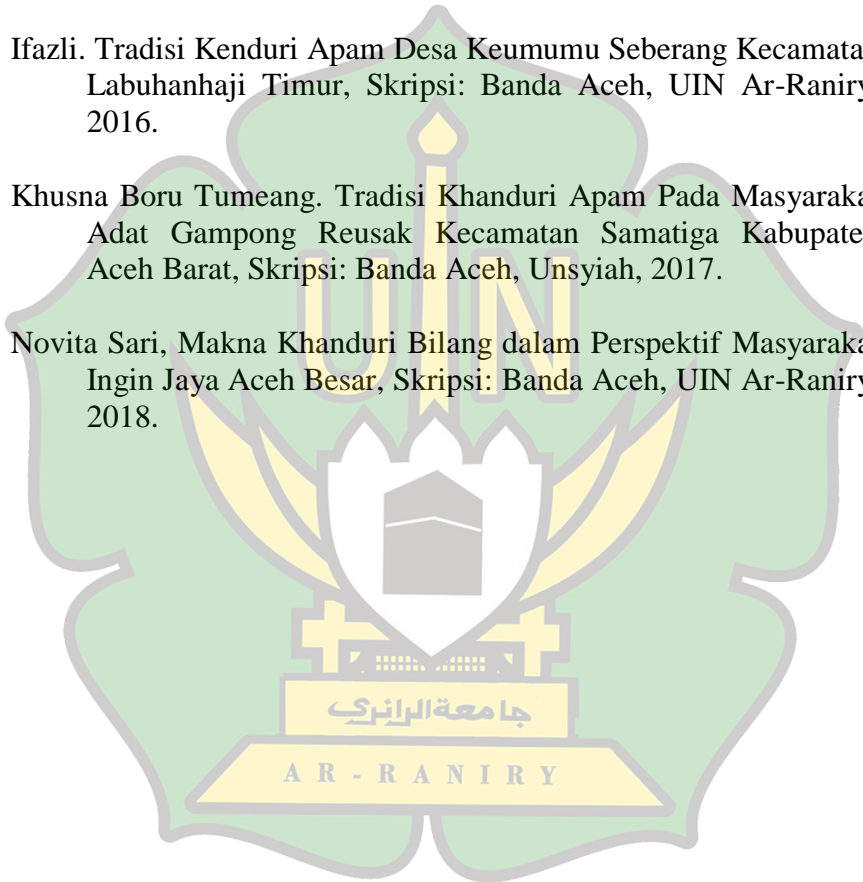 Ifazli. Tradisi Kenduri Apam Desa Keumumu Seberang Kecamata
Labuhanhaji Timur, Skripsi: Banda Aceh, UIN Ar-Raniry
2016.
Khusna Boru Tumeang. Tradisi Khanduri Apam Pada Masyaraka
Adat Gampong Reusak Kecamatan Samatiga Kabupate
Aceh Barat, Skripsi: Banda Aceh, Unsyiah, 2017.
Novita Sari, Makna Khanduri Bilang dalam Perspektif Masyaraka
Ingin Jaya Aceh Besar, Skripsi: Banda Aceh, UIN Ar-Raniry
2018.
UIN
جامعةالرانري
AR-RANIRY